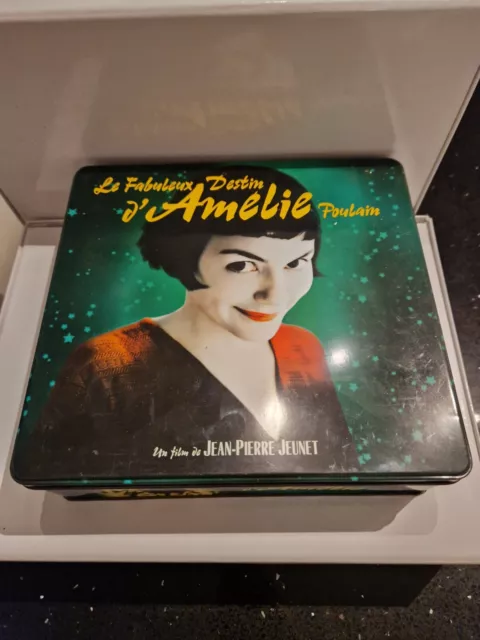 Le Fabuleux Destin
d'Amélie Poulain
Un film de JEAN-PIERRE JEUNET